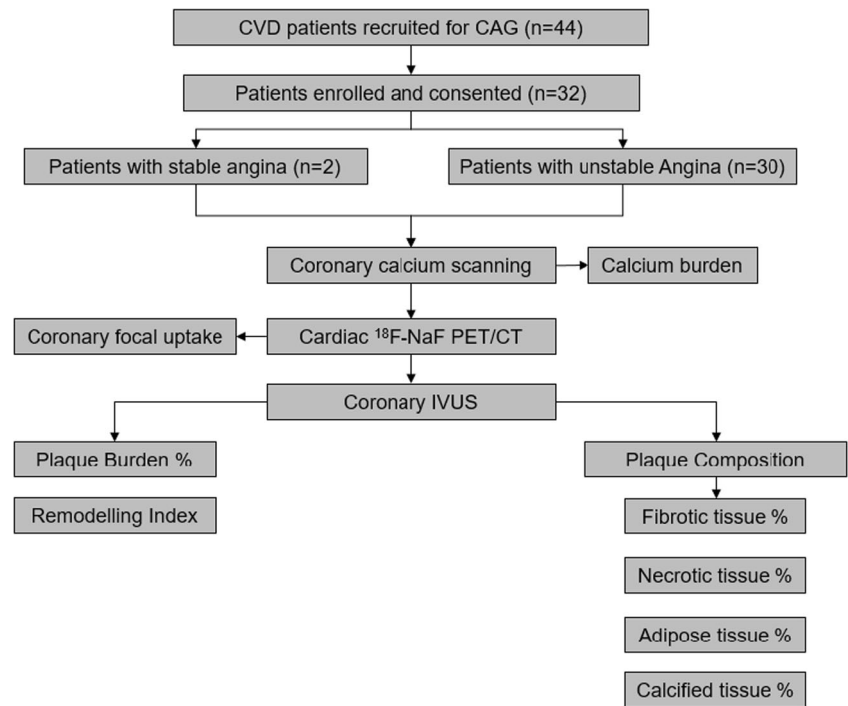 CVD patients recruited for CAG (n=44)
Patients enrolled and consented (n=32)
Patients with stable angina (n=2)
Patients with unstable Angina (n=30)
Coronary calcium scanning
Calcium burden
Coronary focal uptake
Cardiac ¹⁸F-NaF PET/CT
Coronary IVUS
Plaque Burden %
Plaque Composition
Remodelling Index
Fibrotic tissue %
Necrotic tissue %
Adipose tissue %
Calcified tissue %